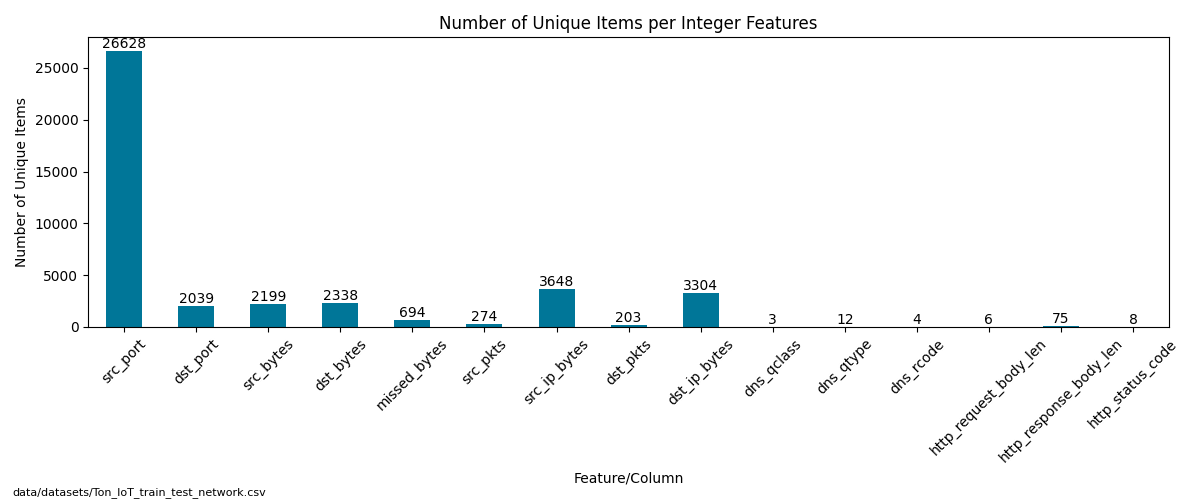 Number of Unique Items per Integer Features
Number of Unique Items
25000
20000
15000
10000
5000
0
26628
2039
2199
2338
694
274
3648
203
3304
3
12
4
6
75
8
src_port
dst_port
src_bytes
dst_bytes
missed_bytes
src_pkts
src_ip_bytes
dst_pkts
dst_ip_bytes
dns_qclass
dns_qtype
dns_rcode
http_request_body_len
http_response_body_len
http_status_code
Feature/Column
data/datasets/Ton_IoT_train_test_network.csv